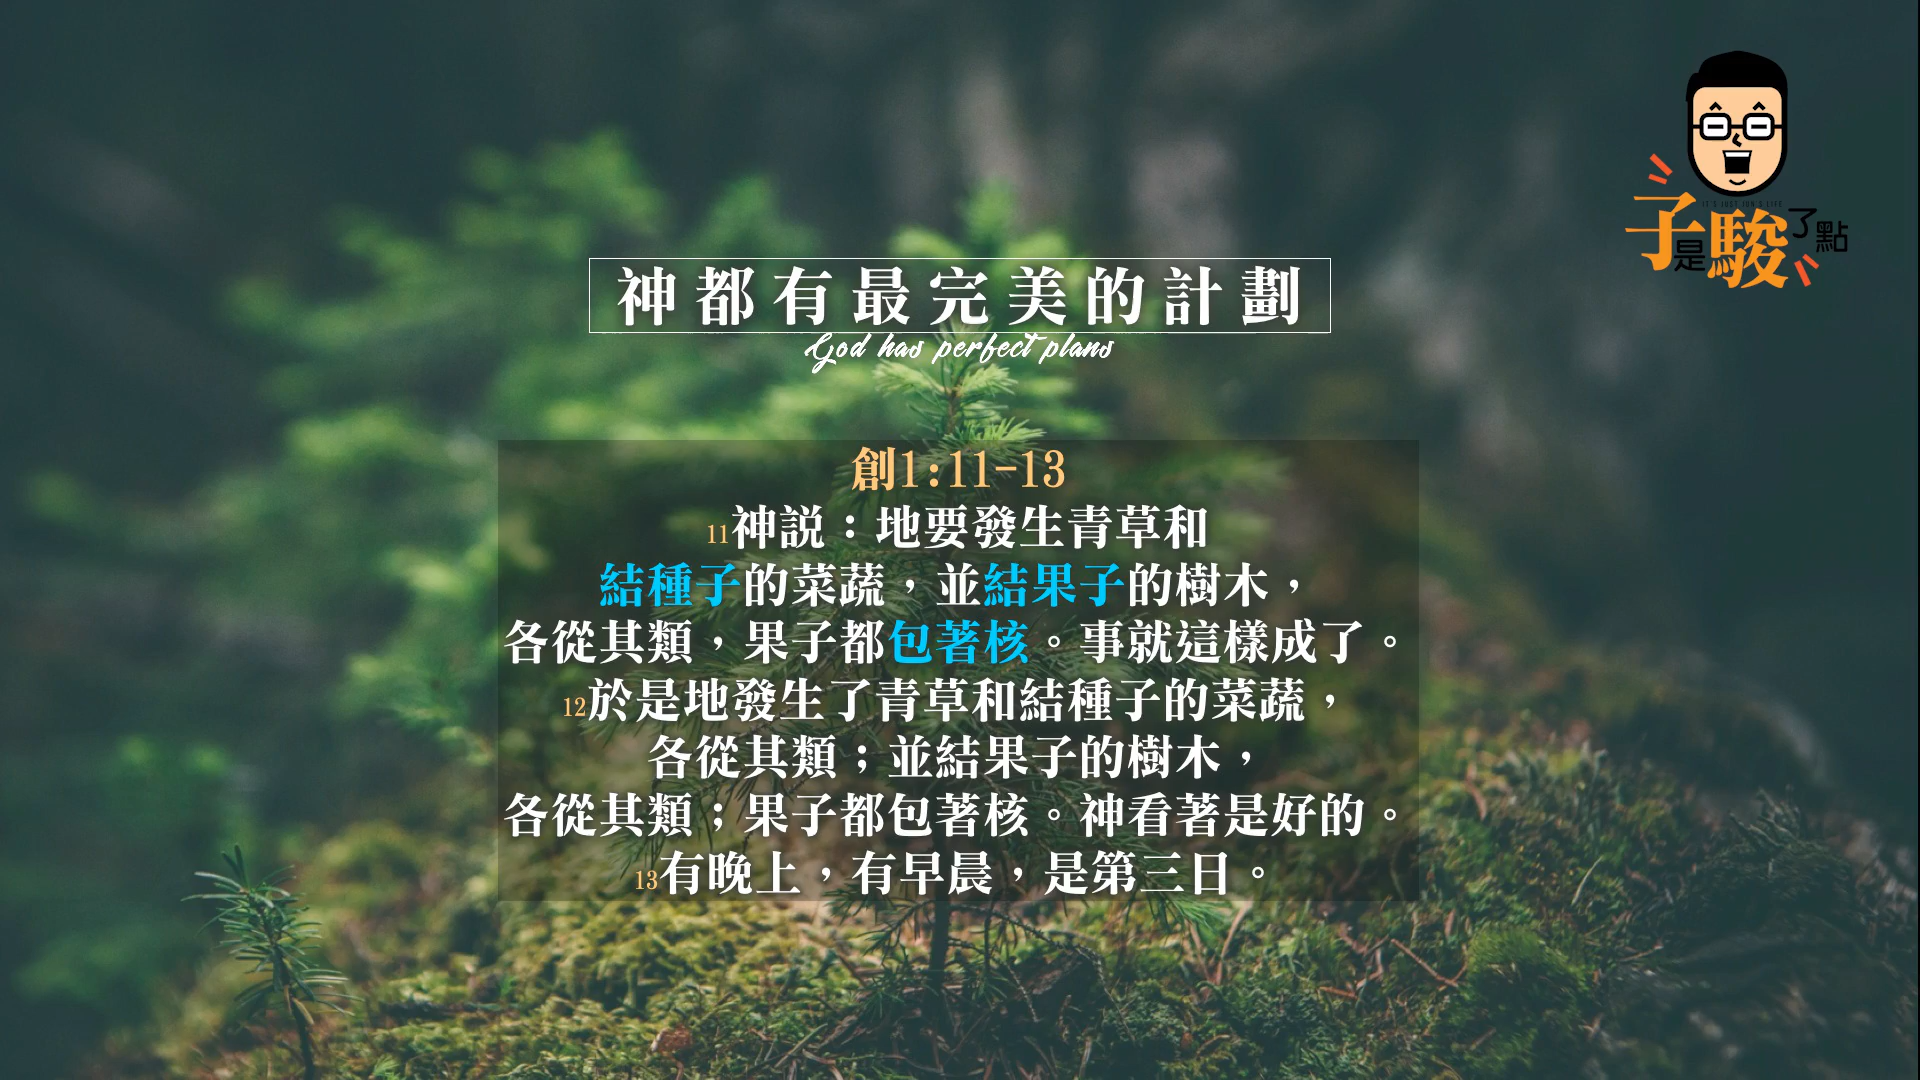 神都有最完美的計劃
God has perfect plans
創1:11-13
11神說：地要發生青草和
結種子的菜蔬，並結果子的樹木，
各從其類，果子都包著核。事就這樣成了。
12於是地發生了青草和結種子的菜蔬，
各從其類；並結果子的樹木，
各從其類；果子都包著核。神看著是好的。
13有晚上，有早晨，是第三日。
IT'S JUST JUN'S LIFE
子是駿了點